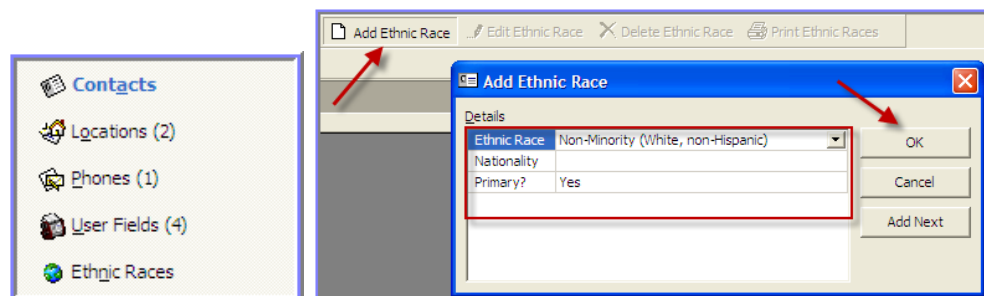 Contacts
Locations (2)
Phones (1)
User Fields (4)
Ethnic Races
Add Ethnic Race Edit Ethnic Race Delete Ethnic Race Print Ethnic Races
Add Ethnic Race
Details
Ethnic Race Non-Minority (White, non-Hispanic)
Nationality
Primary? Yes
OK
Cancel
Add Next